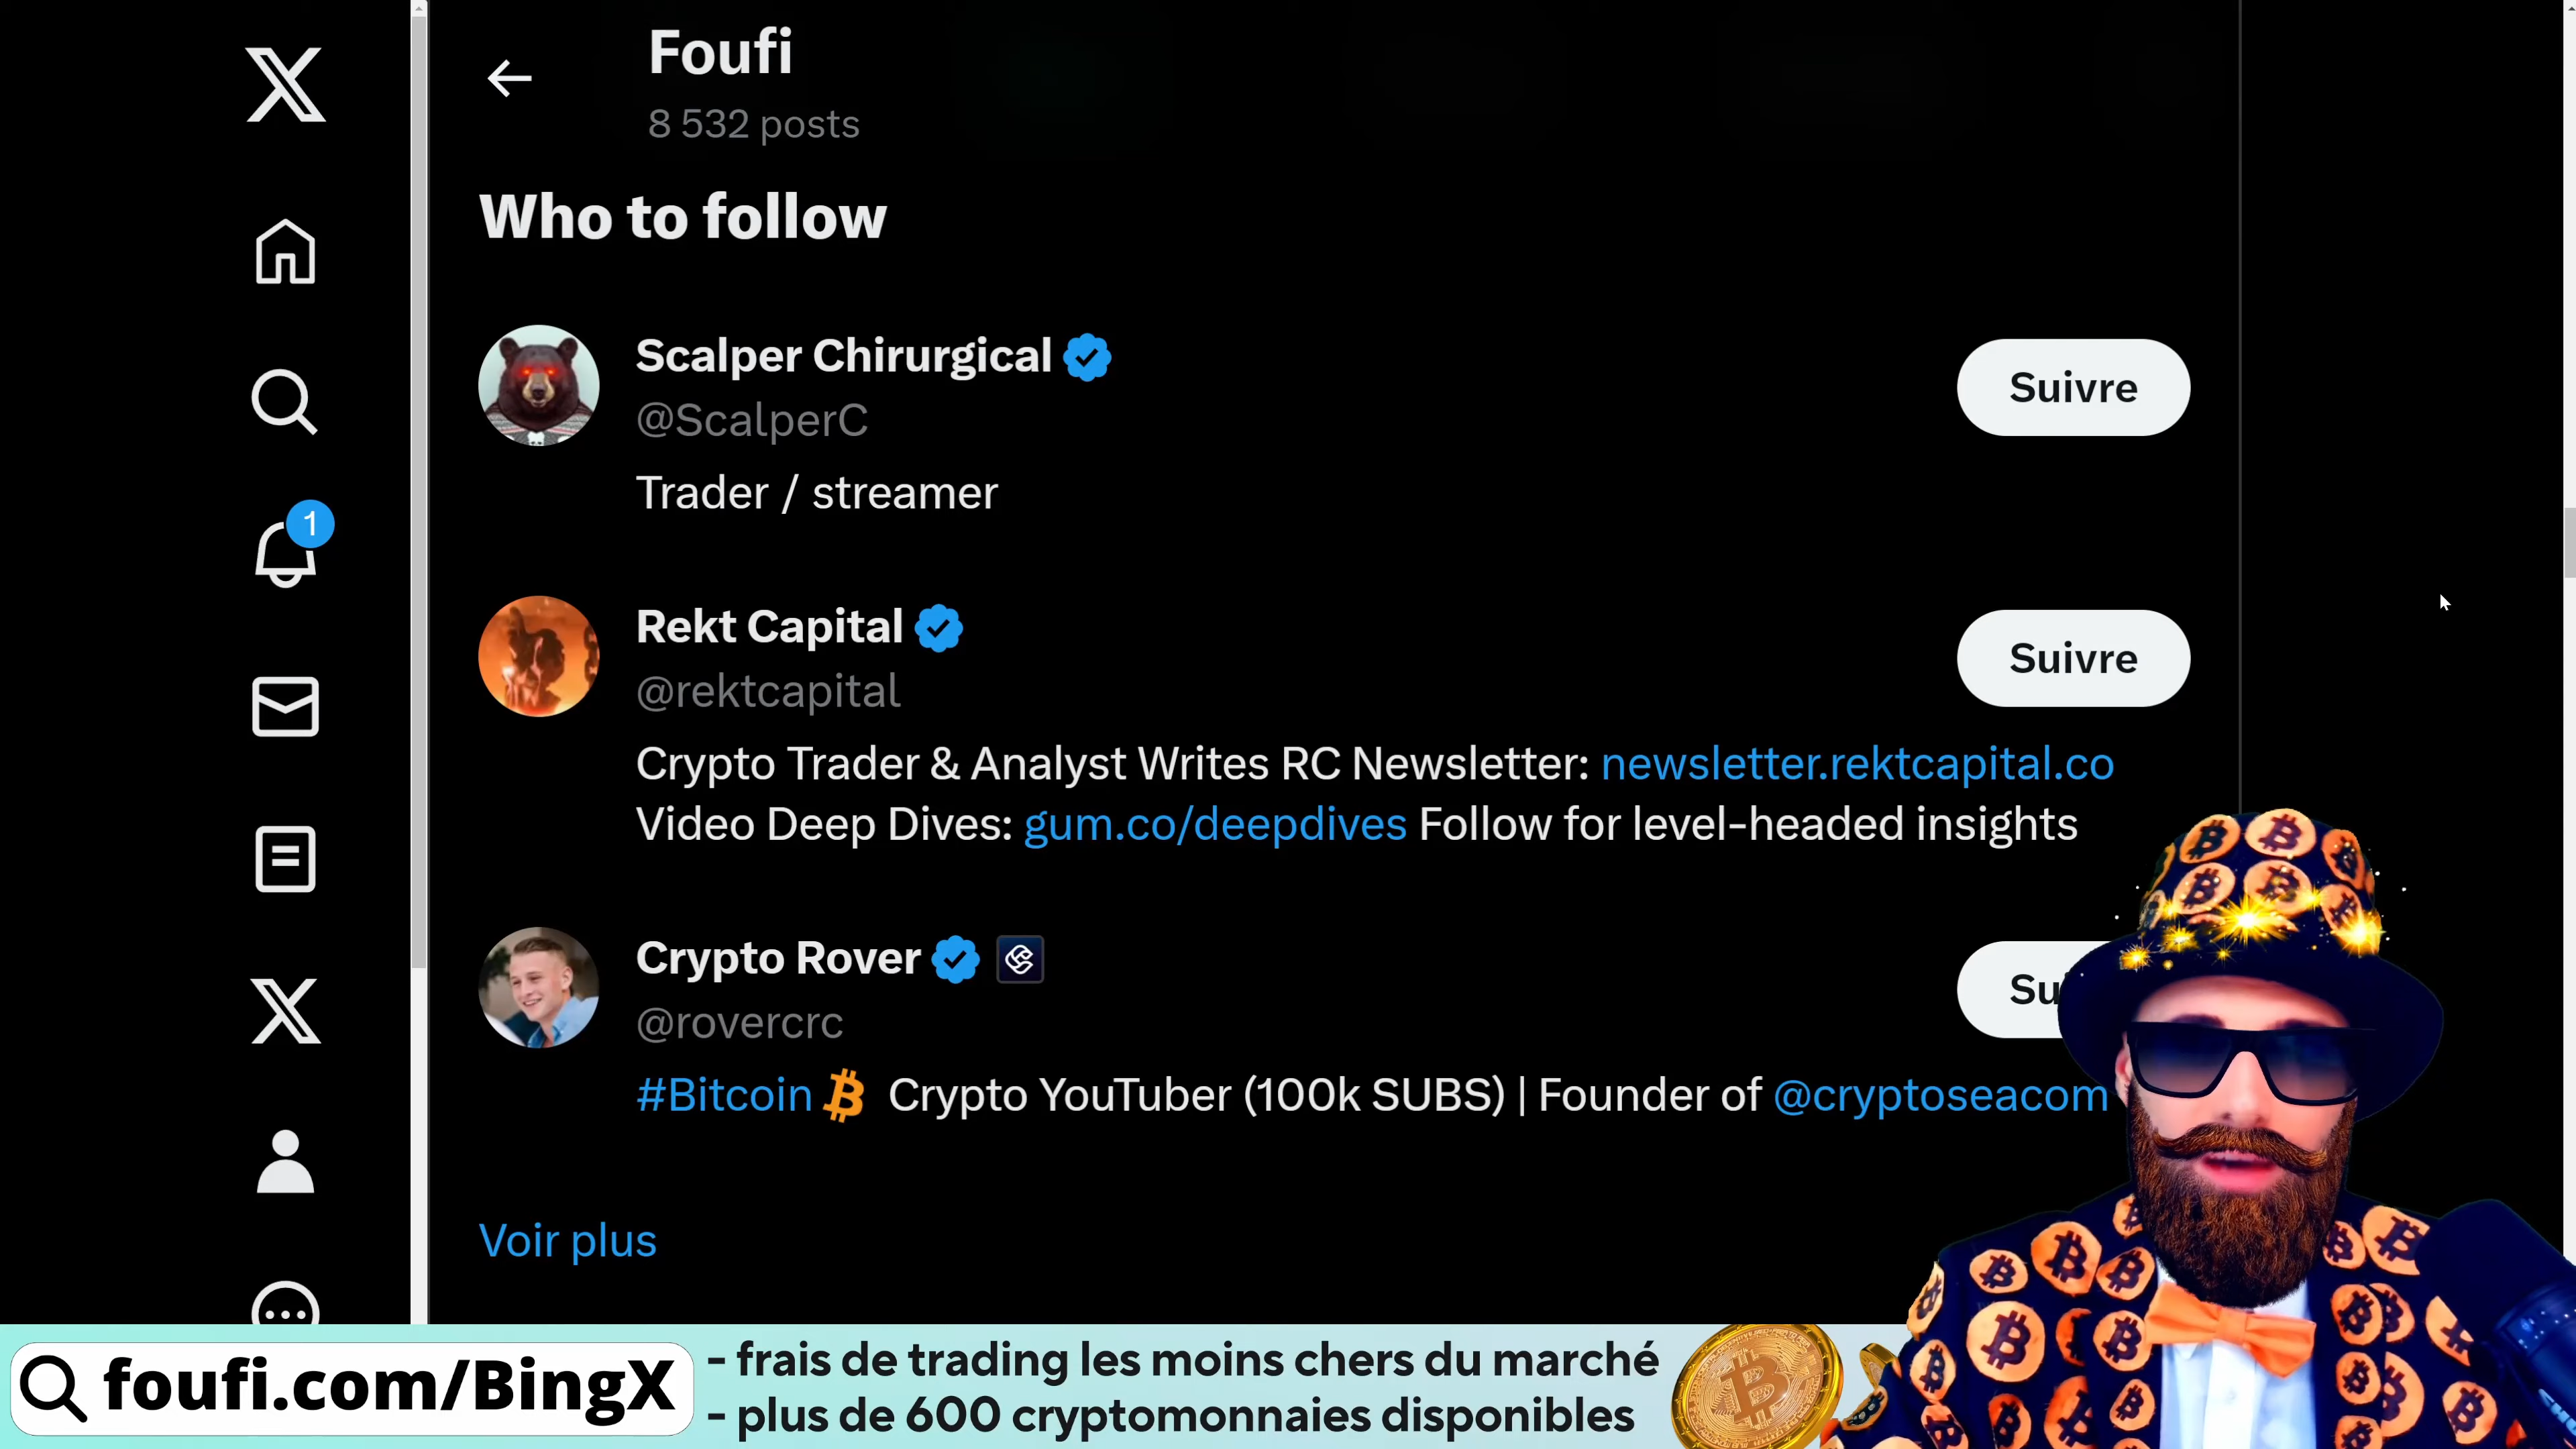 Foufi
8 532 posts
Who to follow
Scalper Chirurgical
@ScalperC
Suivre
Trader / streamer
1
Rekt Capital
@rektcapital
Suivre
Crypto Trader & Analyst Writes RC Newsletter: newsletter.rektcapital.co
Video Deep Dives: gum.co/deepdives Follow for level-headed insights
Crypto Rover
@rovercrc
#Bitcoin Crypto YouTuber (100k SUBS) | Founder of @cryptoseacom
Voir plus
foufi.com/BingX
- frais de trading les moins chers du marché
- plus de 600 cryptomonnaies disponibles